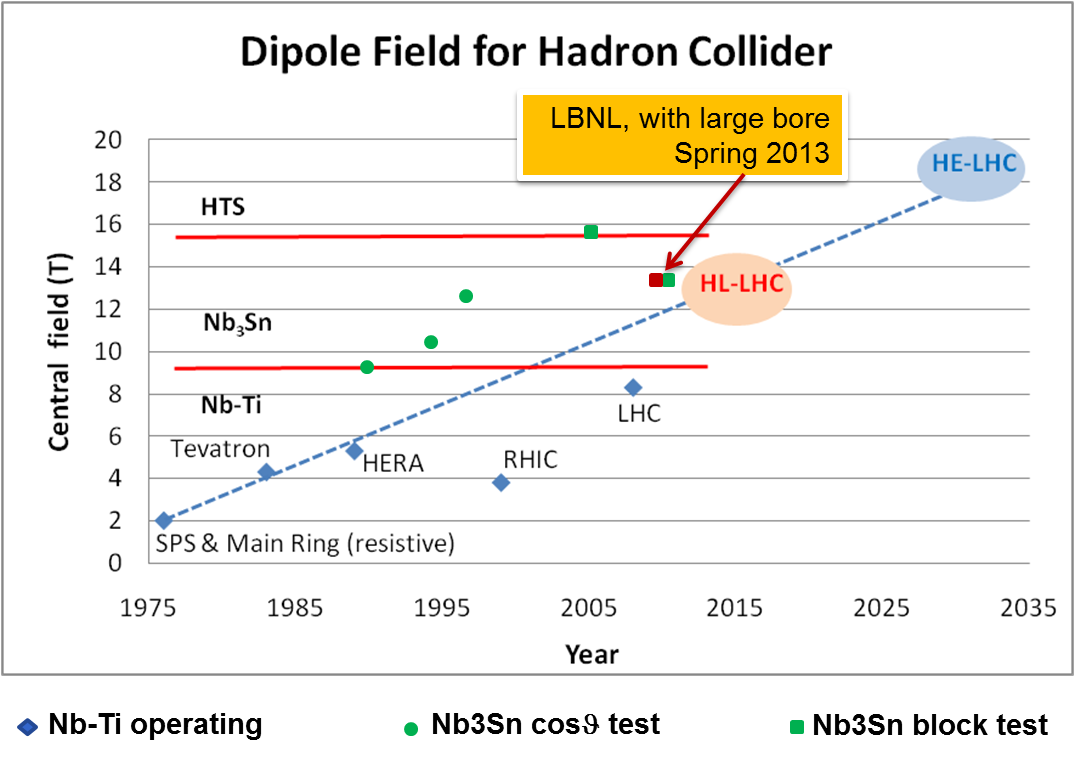 Dipole Field for Hadron Collider
LBNL, with large bore
Spring 2013
20
18
16
14
12
10
8
6
4
2
0
Central field (T)
HTS
Nb₃Sn
Nb-Ti
HE-LHC
HL-LHC
LHC
Tevatron
HERA
RHIC
SPS & Main Ring (resistive)
1975 1985 1995 2005 2015 2025 2035
Year
Nb-Ti operating
Nb3Sn cosϑ test
Nb3Sn block test